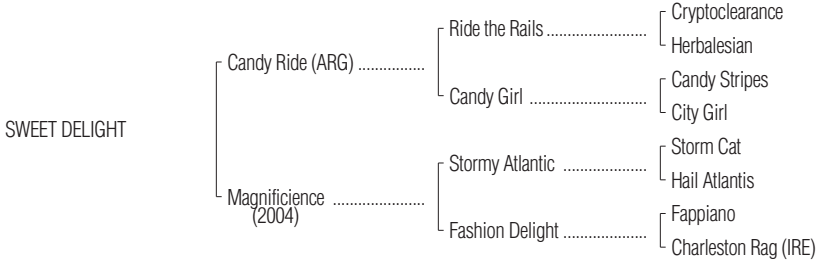 Cryptoclearance
Ride the Rails ........................
Herbalesian
Candy Ride (ARG) ................
Candy Stripes
Candy Girl ............................
City Girl
SWEET DELIGHT
Storm Cat
Stormy Atlantic ....................
Hail Atlantis
Magnificience ......................
(2004)
Fappiano
Fashion Delight ....................
Charleston Rag (IRE)